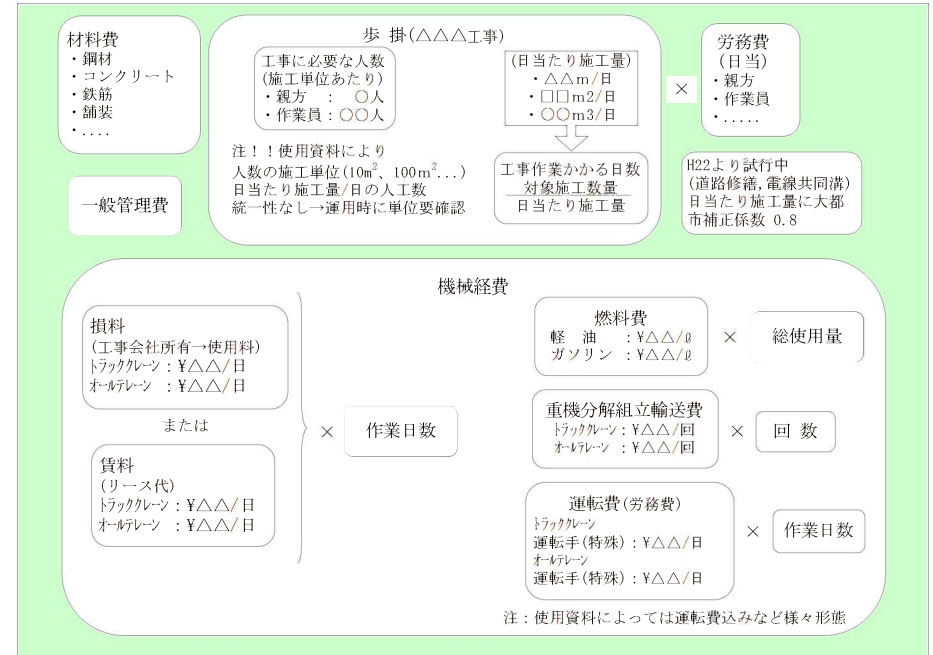 材料費
・鋼材
・コンクリート
・鉄筋
・舗装
・....
一般管理費
歩 掛(△△△工事)
工事に必要な人数
(施工単位あたり)
・親方　：　〇人
・作業員：〇〇人
(日当たり施工量)
・△△m/日
・□□m2/日
・〇〇m3/日
注！！使用資料により
人数の施工単位(10㎡、100㎡...)
日当たり施工量/日の人工数
統一性なし→運用時に単位要確認
工事作業かかる日数
対象施工数量
日当たり施工量
×
労務費
(日当)
・親方
・作業員
・.....
H22より試行中
(道路修繕,電線共同溝)
日当たり施工量に大都
市補正係数 0.8
機械経費
損料
(工事会社所有→使用料)
ﾄﾗｯｸｸﾚｰﾝ：¥△△/日
ｵｰﾙﾃﾚｰﾝ ：¥△△/日
または
賃料
(リース代)
ﾄﾗｯｸｸﾚｰﾝ：¥△△/日
ｵｰﾙﾃﾚｰﾝ ：¥△△/日
×
作業日数
燃料費
軽　油　：¥△△/ℓ
ガソリン：¥△△/ℓ
×
総使用量
重機分解組立輸送費
ﾄﾗｯｸｸﾚｰﾝ：¥△△/回
ｵｰﾙﾃﾚｰﾝ ：¥△△/回
×
回 数
運転費(労務費)
ﾄﾗｯｸｸﾚｰﾝ
運転手(特殊)：¥△△/日
ｵｰﾙﾃﾚｰﾝ
運転手(特殊)：¥△△/日
×
作業日数
注：使用資料によっては運転費込みなど様々形態